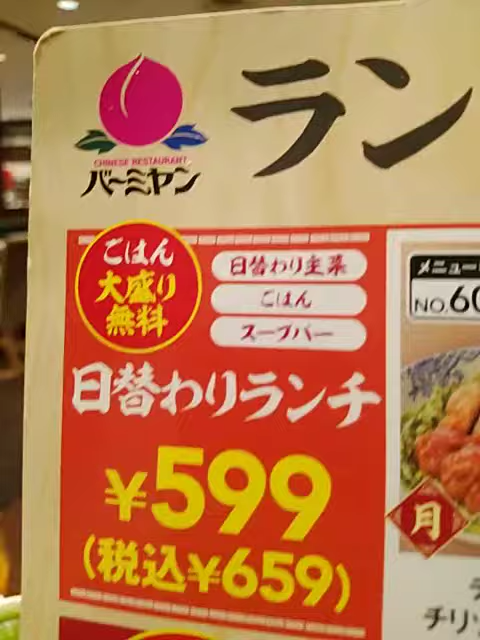 CHINESE RESTAURANT
バーミヤン
ラン
ごはん
大盛り
無料
日替わり主菜
ごはん
スープバー
日替わりランチ
¥599
(税込¥659)
メニュー
NO.60
月
チリ